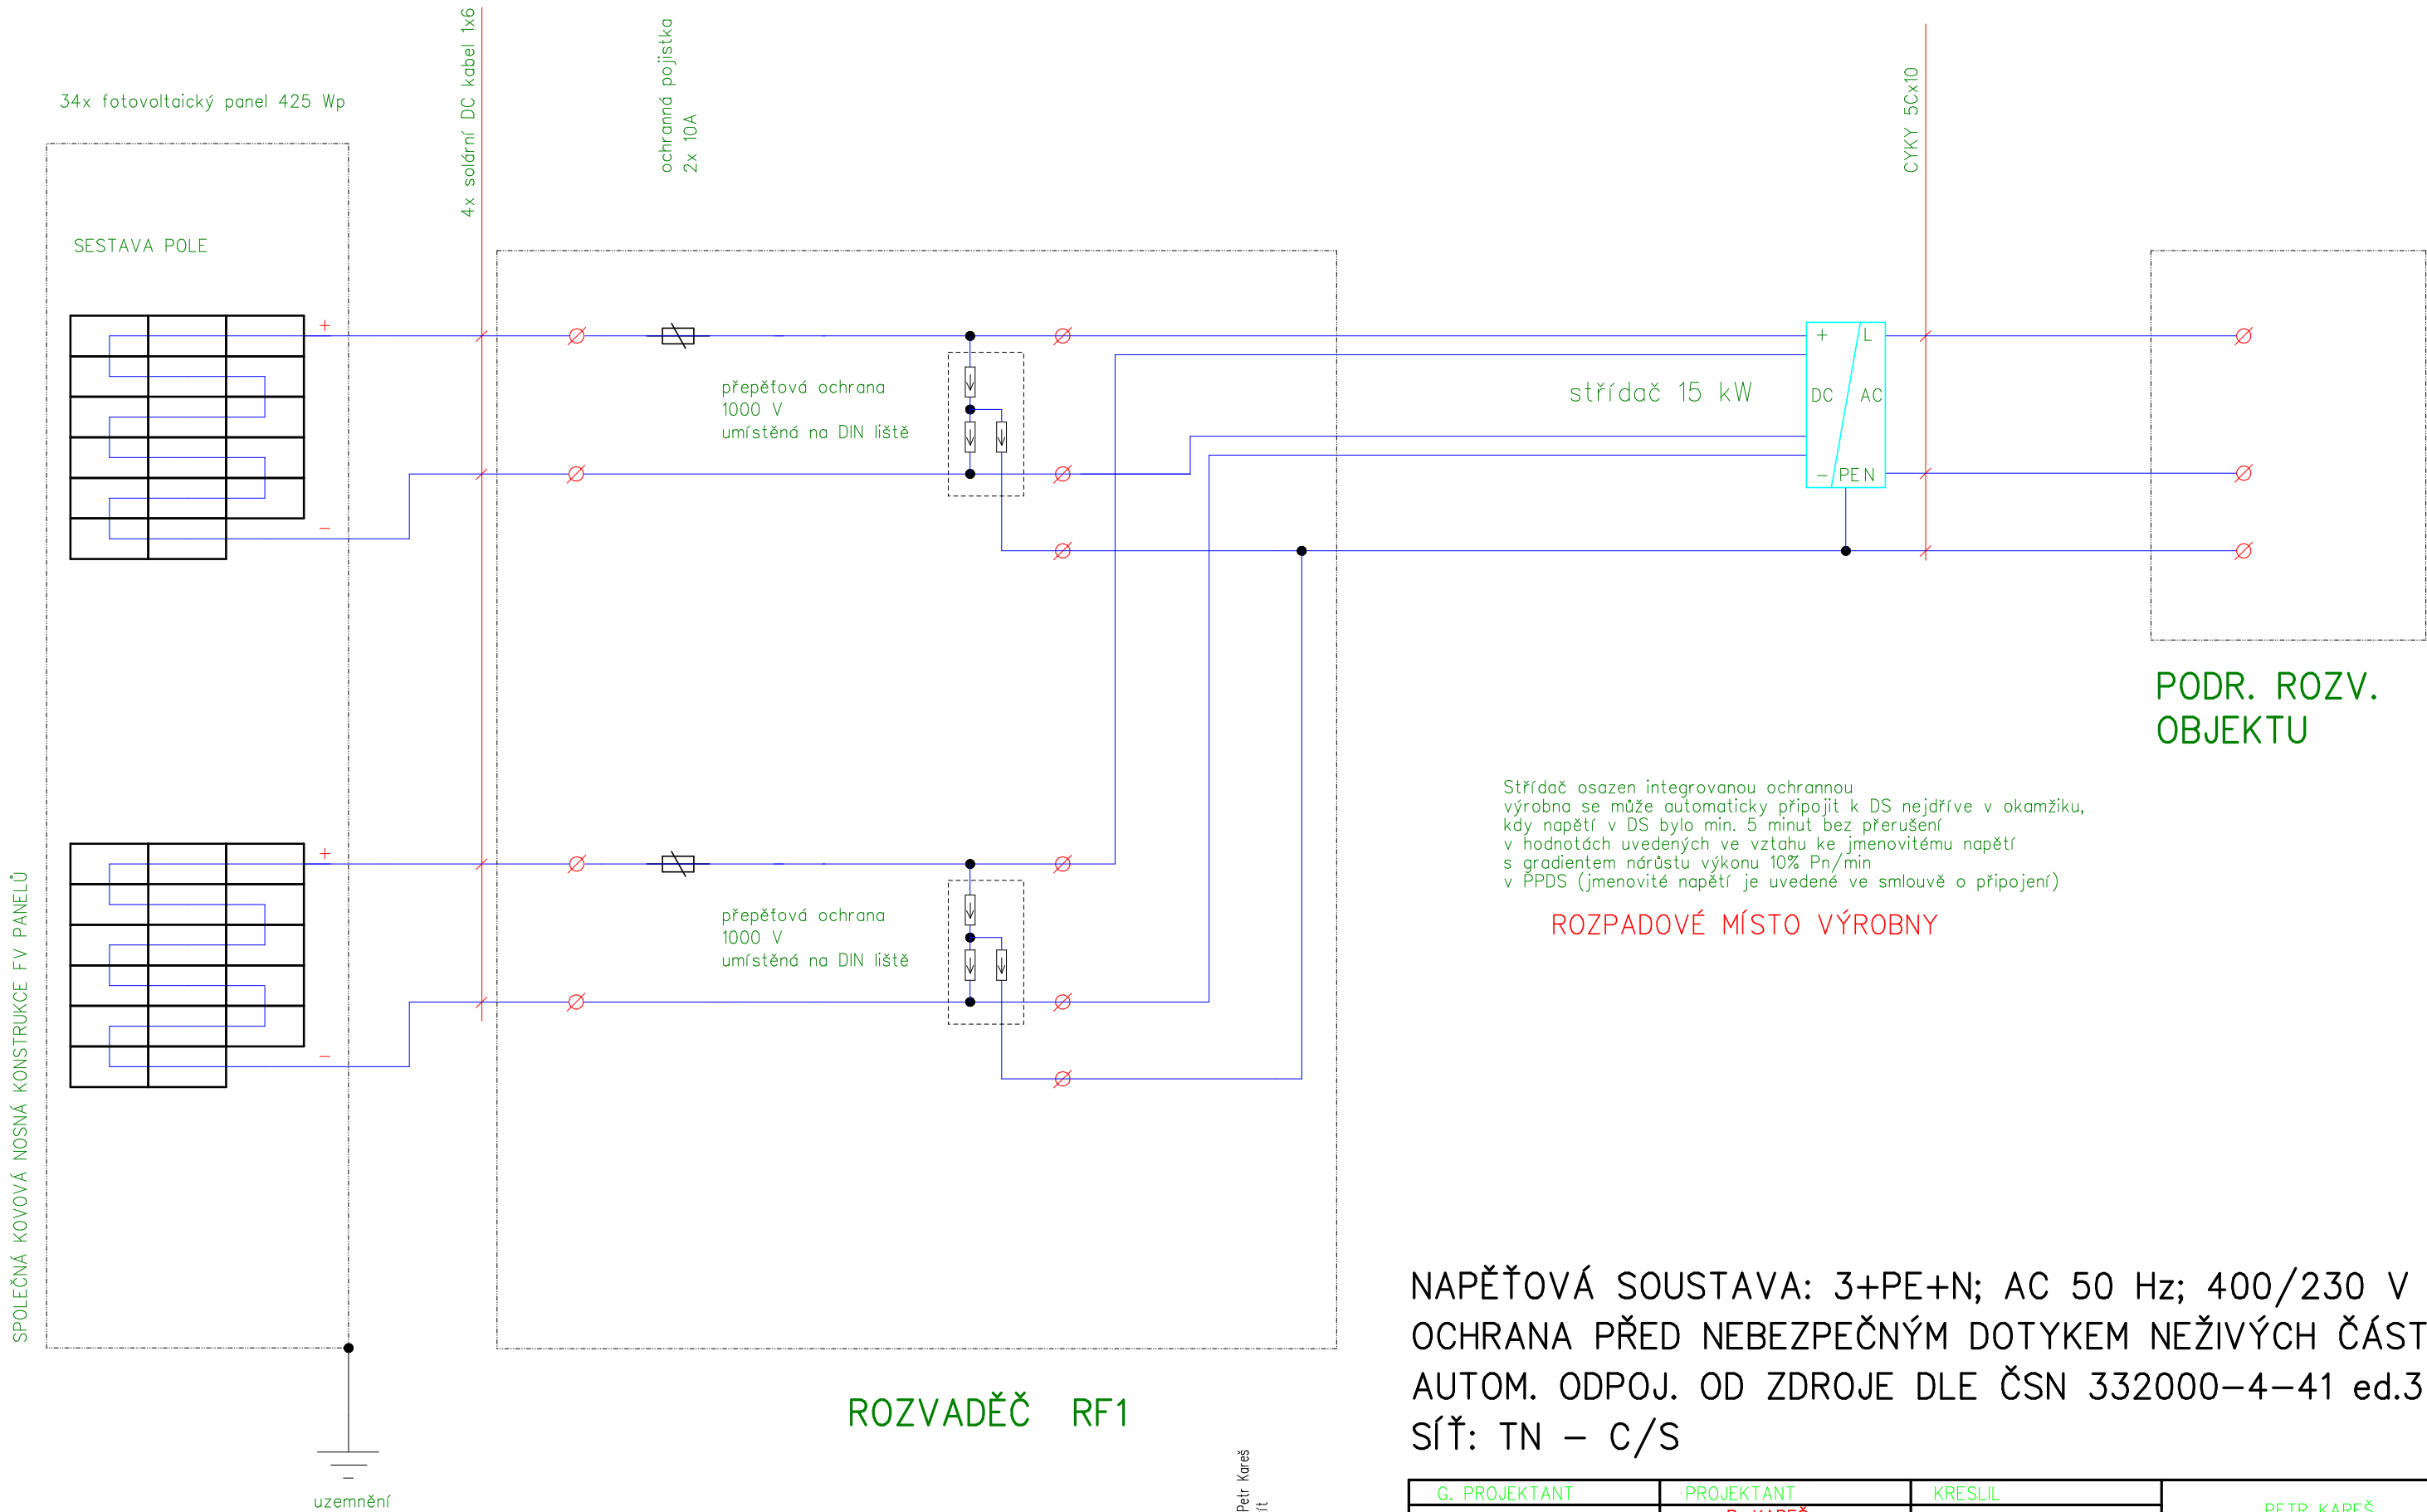 34x fotovoltaický panel 425 Wp
4x solární DC kabel 1x6
ochranná pojistka
2x 10A
CYKY 5Cx10
SESTAVA POLE
+
-
přepěťová ochrana
1000 V
umístěná na DIN liště
střídač 15 kW
+ L
DC AC
- PE N
PODR. ROZV.
OBJEKTU
Střídač osazen integrovanou ochrannou
výrobna se může automaticky připojit k DS nejdříve v okamžiku,
kdy napětí v DS bylo min. 5 minut bez přerušení
v hodnotách uvedených ve vztahu ke jmenovitému napětí
s gradientem nárůstu výkonu 10% Pn/min
v PPDS (jmenovité napětí je uvedené ve smlouvě o připojení)
ROZPADOVÉ MÍSTO VÝROBNY
+
-
přepěťová ochrana
1000 V
umístěná na DIN liště
SPOLEČNÁ KOVOVÁ NOSNÁ KONSTRUKCE FV PANELŮ
uzemnění
ROZVADĚČ RF1
NAPĚŤOVÁ SOUSTAVA: 3+PE+N; AC 50 Hz; 400/230 V
OCHRANA PŘED NEBEZPEČNÝM DOTYKEM NEŽIVÝCH ČÁST
AUTOM. ODPOJ. OD ZDROJE DLE ČSN 332000-4-41 ed.3
SÍŤ: TN - C/S
Petr Kareš
G. PROJEKTANT PROJEKTANT KRESLIL
P. KAREŠ
PETR KAREŠ